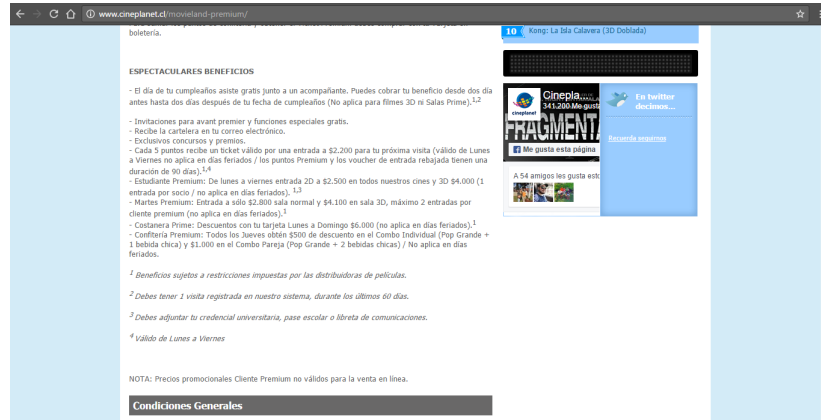 www.cineplanet.cl/movieland-premium/
boletería.
ESPECTACULARES BENEFICIOS
- El día de tu cumpleaños asiste gratis junto a un acompañante. Puedes cobrar tu beneficio desde dos día
antes hasta dos días después de tu fecha de cumpleaños (No aplica para filmes 3D ni Salas Prime).1,2
- Invitaciones para avant premier y funciones especiales gratis.
- Recibe la cartelera en tu correo electrónico.
- Exclusivos concursos y premios.
- Cada 5 puntos recibe un ticket válido por una entrada a $2.200 para tu próxima visita (válido de Lunes
a Viernes no aplica en días feriados / los puntos Premium y los voucher de entrada rebajada tienen una
duración de 90 días).1,4
- Estudiante Premium: De lunes a viernes entrada 2D a $2.500 en todos nuestros cines y 3D $4.000 (1
entrada por socio / no aplica en días feriados). 1,3
- Martes Premium: Entrada a sólo $2.800 sala normal y $4.100 en sala 3D, máximo 2 entradas por
cliente premium (no aplica en días feriados).1
- Costanera Prime: Descuentos con tu tarjeta Lunes a Domingo $6.000 (no aplica en días feriados).1
- Confitería Premium: Todos los Jueves obtén $500 de descuento en el Combo Individual (Pop Grande +
1 bebida chica) y $1.000 en el Combo Pareja (Pop Grande + 2 bebidas chicas) / No aplica en días
feriados.
1 Beneficios sujetos a restricciones impuestas por las distribuidoras de películas.
2 Debes tener 1 visita registrada en nuestro sistema, durante los últimos 60 días.
3 Debes adjuntar tu credencial universitaria, pase escolar o libreta de comunicaciones.
4 Válido de Lunes a Viernes
NOTA: Precios promocionales Cliente Premium no válidos para la venta en línea.
Condiciones Generales
10 Kong: La Isla Calavera (3D Doblada)
cineplanet
Cinepla...
341.200 Me gusta
FRAGMENT
Me gusta esta página
A 54 amigos les gusta esto
En twitter
decimos...
Recuerda seguirnos